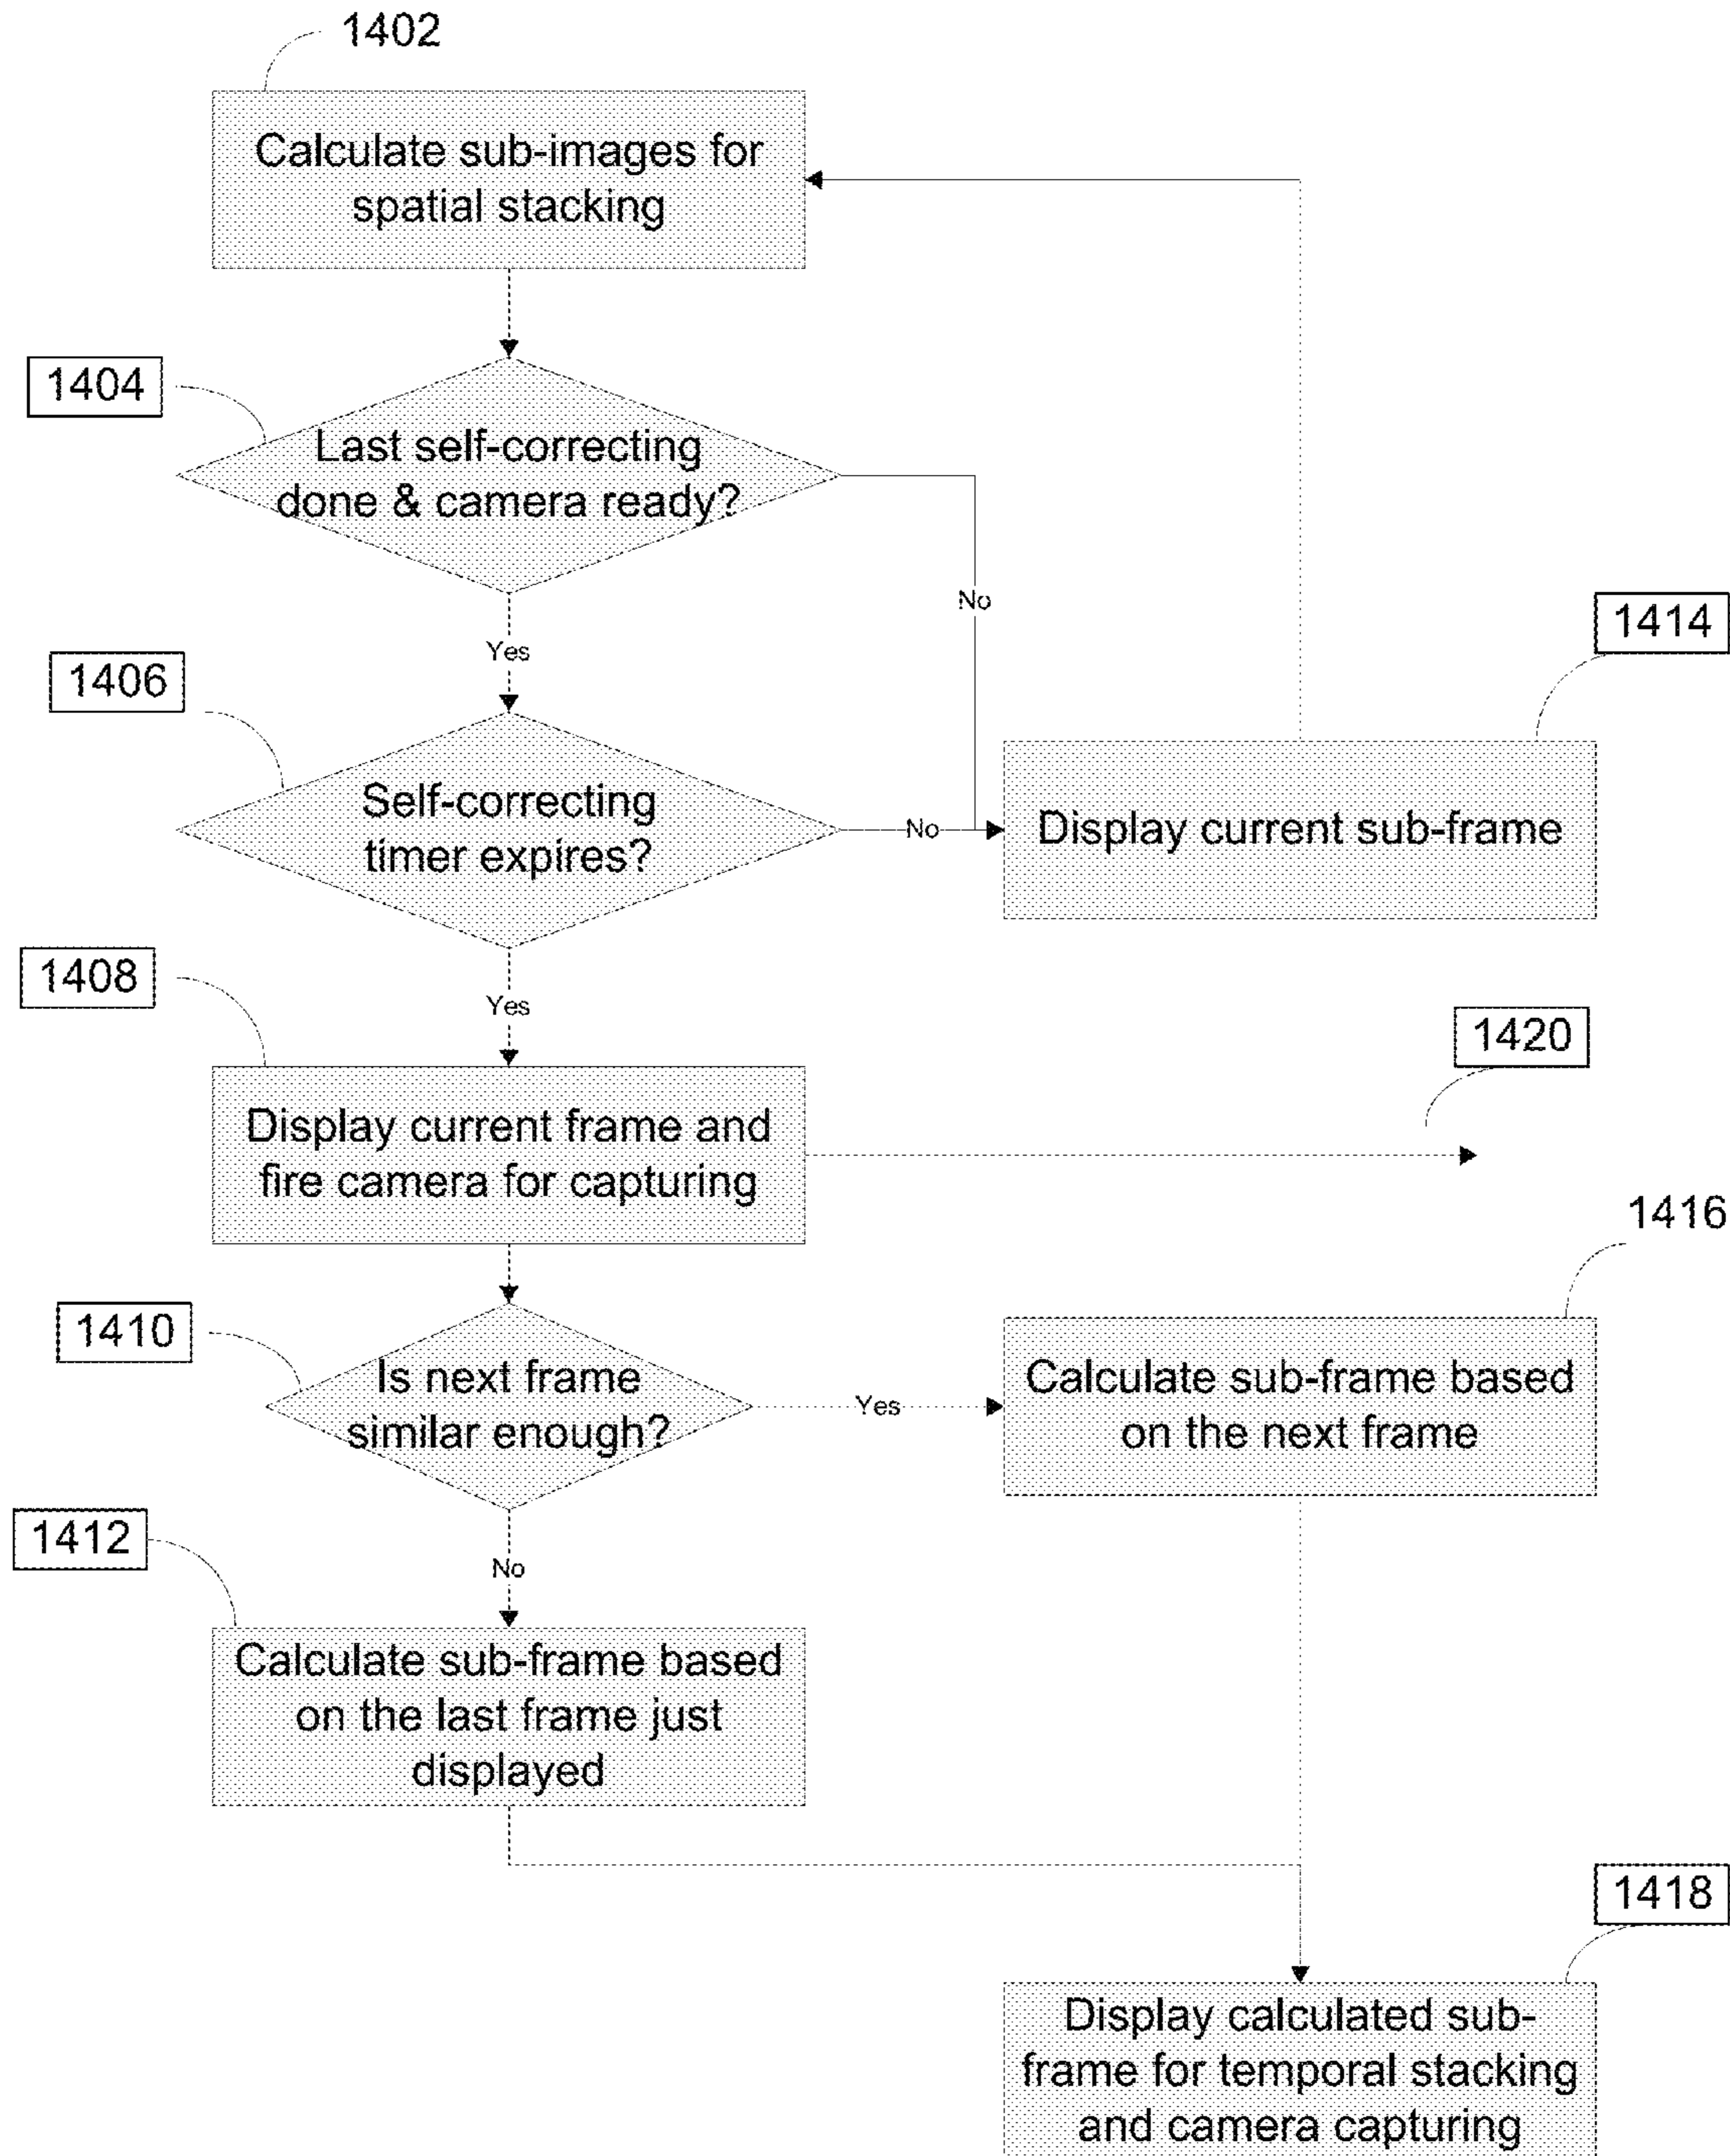 1402
Calculate sub-images for
spatial stacking
1404
Last self-correcting
done & camera ready?
No
Yes
1414
1406
Self-correcting
timer expires?
No
Display current sub-frame
1408
Yes
1420
Display current frame and
fire camera for capturing
1416
1410
Is next frame
similar enough?
Yes
Calculate sub-frame based
on the next frame
1412
No
Calculate sub-frame based
on the last frame just
displayed
1418
Display calculated sub-
frame for temporal stacking
and camera capturing